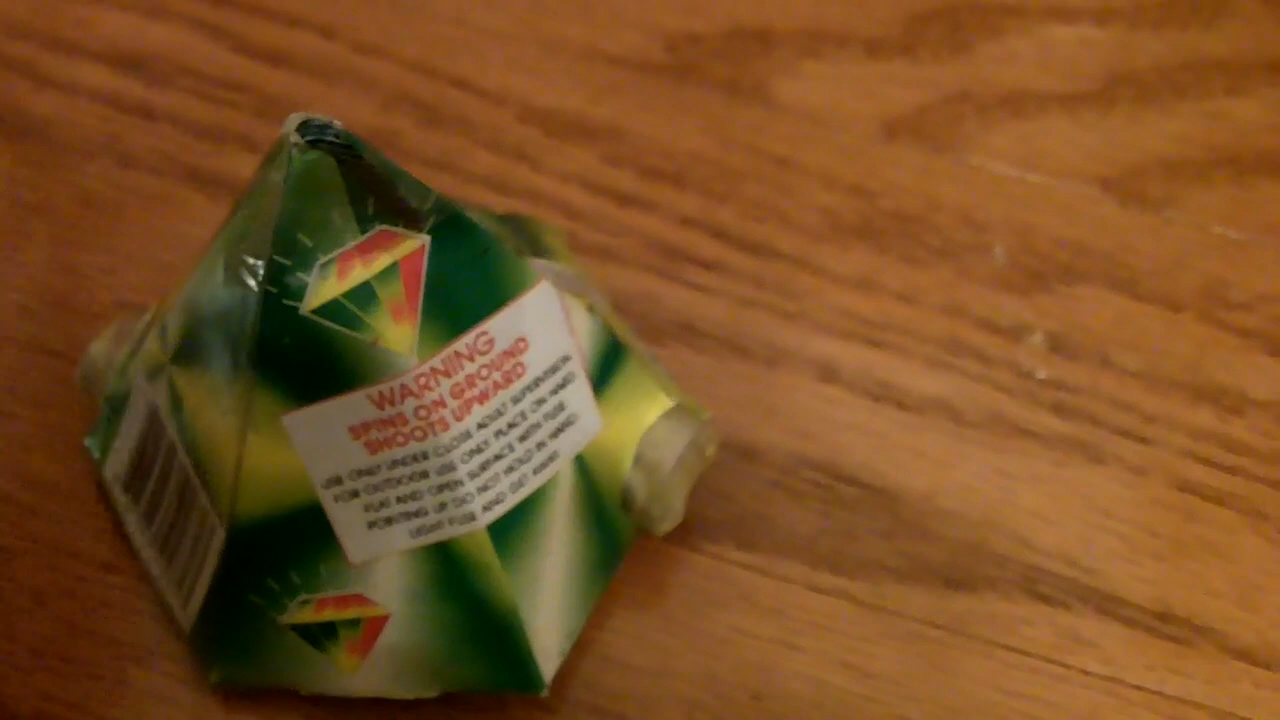 WARNING
SPINS ON GROUND
SHOOTS UPWARD
USE ONLY UNDER CLOSE ADULT SUPERVISION
FOR OUTDOOR USE ONLY PLACE ON HARD
FLAT AND OPEN SURFACE WITH FUSE
POINTING UP DO NOT HOLD IN HAND
LIGHT FUSE AND GET AWAY